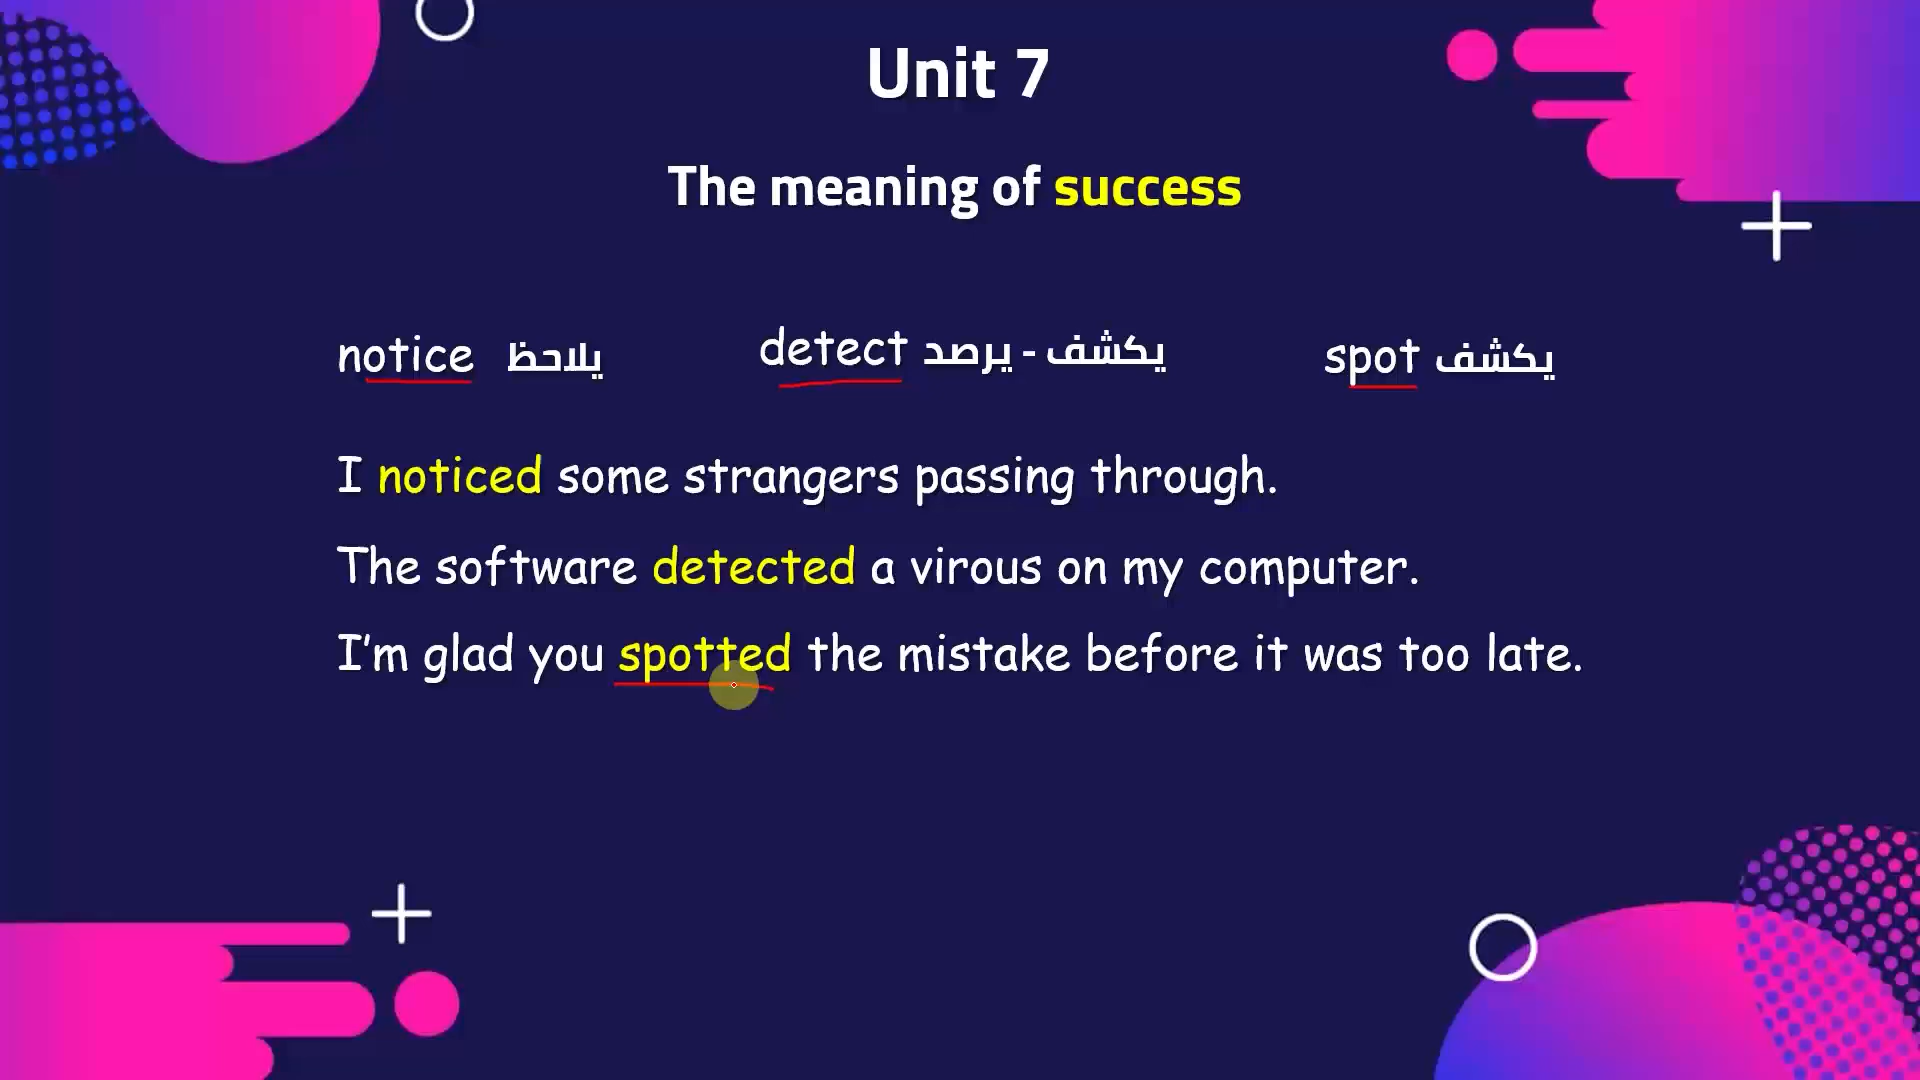 Unit 7
The meaning of success
notice يلاحظ detect يكشف - يرصد spot يكشف
I noticed some strangers passing through.
The software detected a virous on my computer.
I'm glad you spotted the mistake before it was too late.